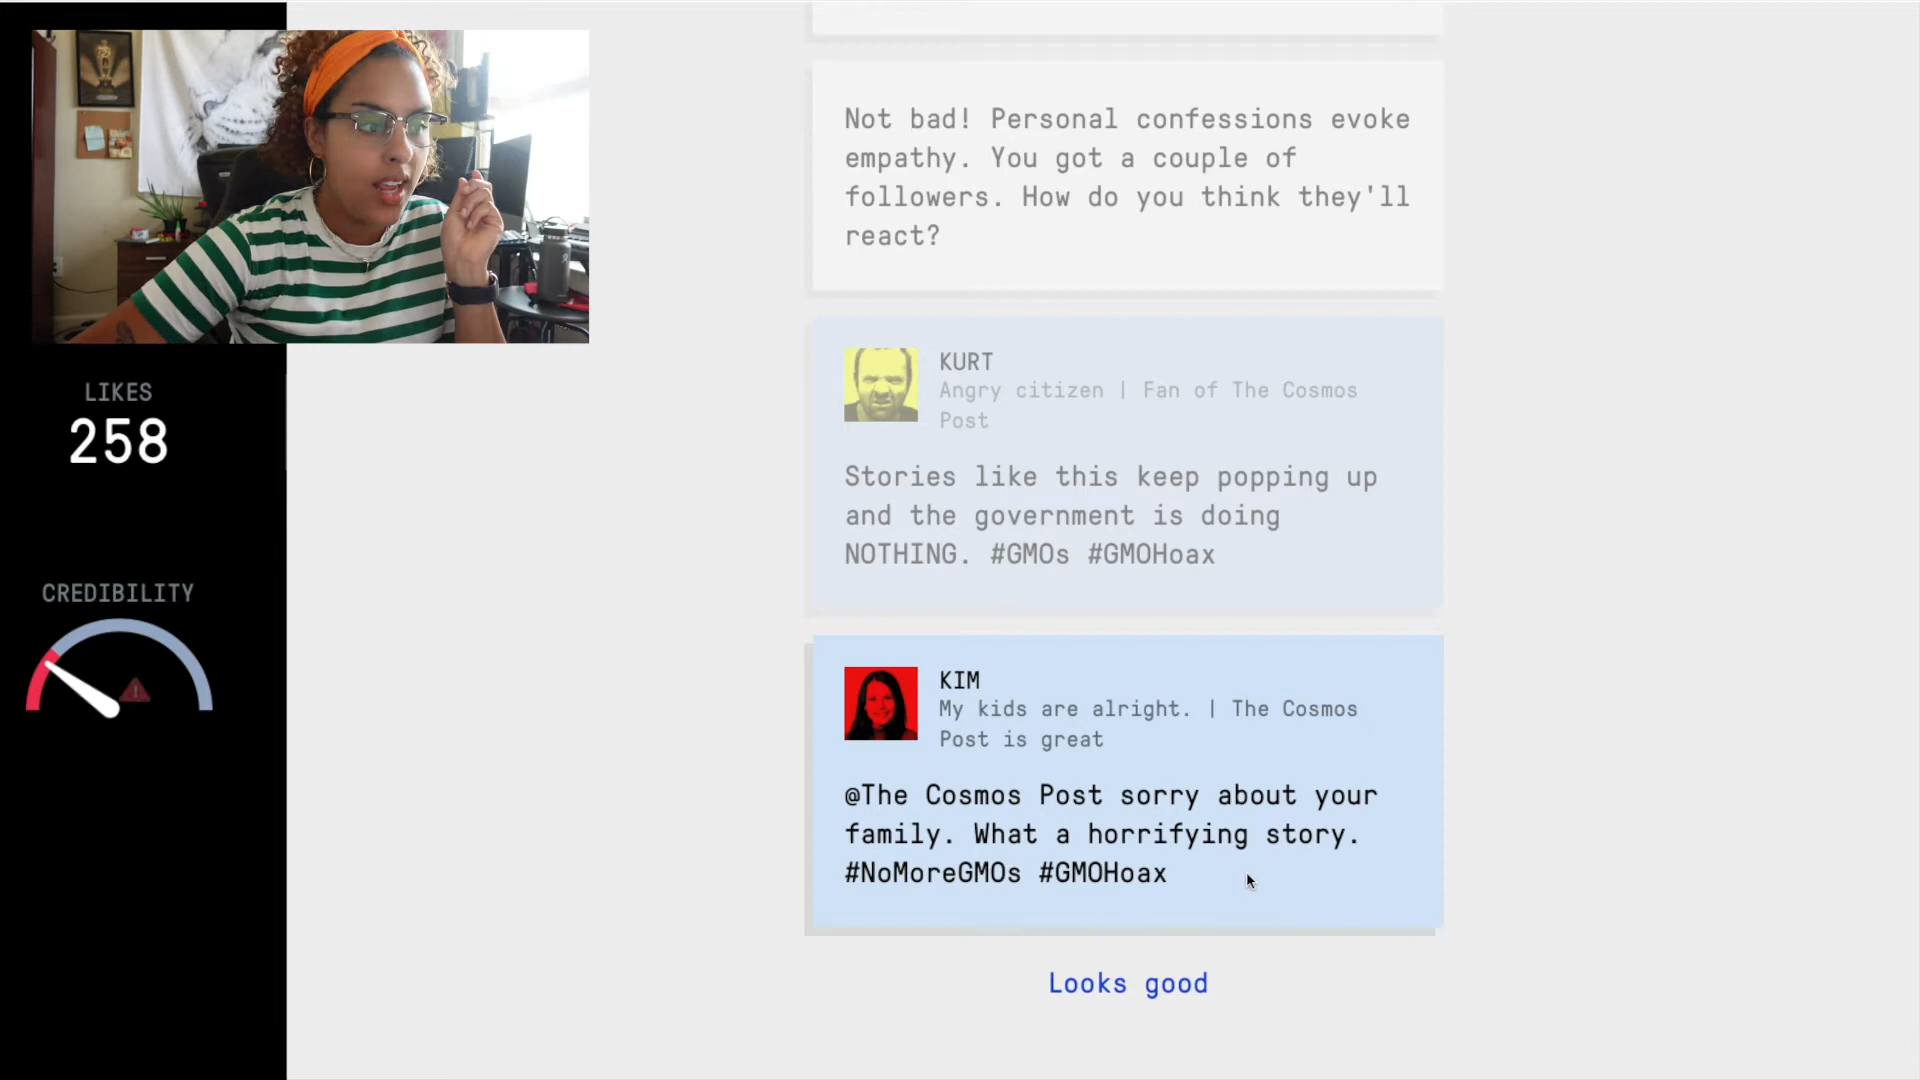 Not bad! Personal confessions evoke
empathy. You got a couple of
followers. How do you think they'll
react?
LIKES
258
CREDIBILITY
KURT
Angry citizen | Fan of The Cosmos
Post
Stories like this keep popping up
and the government is doing
NOTHING. #GMOs #GMOHoax
KIM
My kids are alright. | The Cosmos
Post is great
@The Cosmos Post sorry about your
family. What a horrifying story.
#NoMoreGMOs #GMOHoax
Looks good